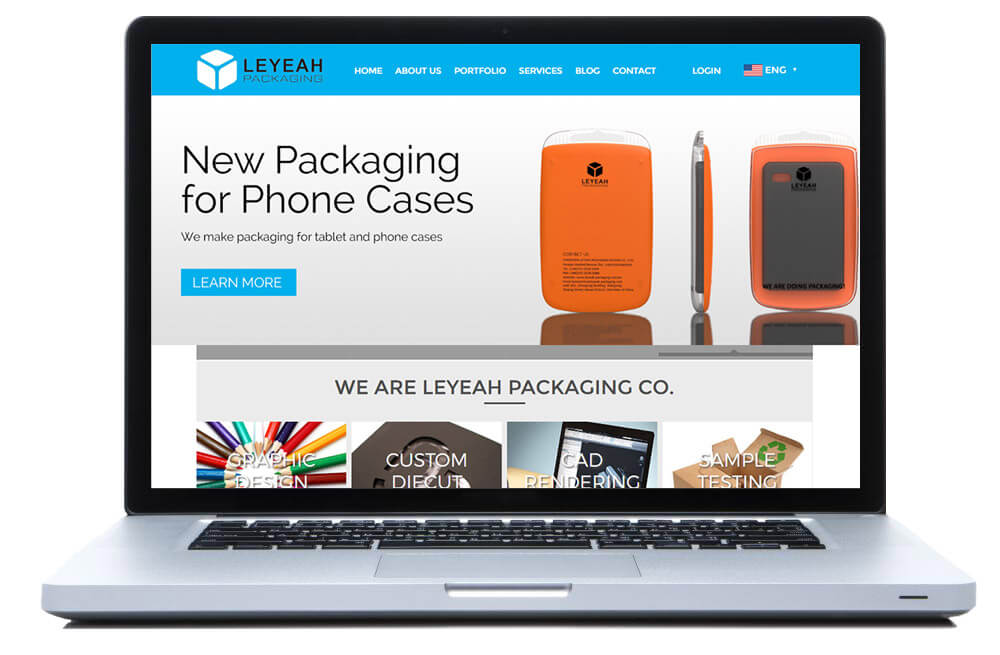 LEYEAH
PACKAGING
HOME ABOUT US PORTFOLIO SERVICES BLOG CONTACT LOGIN ENG
New Packaging
for Phone Cases
We make packaging for tablet and phone cases
LEARN MORE
LEYEAH
CONTACT US
LEYEAH
WE ARE DOING PACKAGING!
WE ARE LEYEAH PACKAGING CO.
GRAPHIC
DESIGN
CUSTOM
DIECUT
CAD
RENDERING
SAMPLE
TESTING